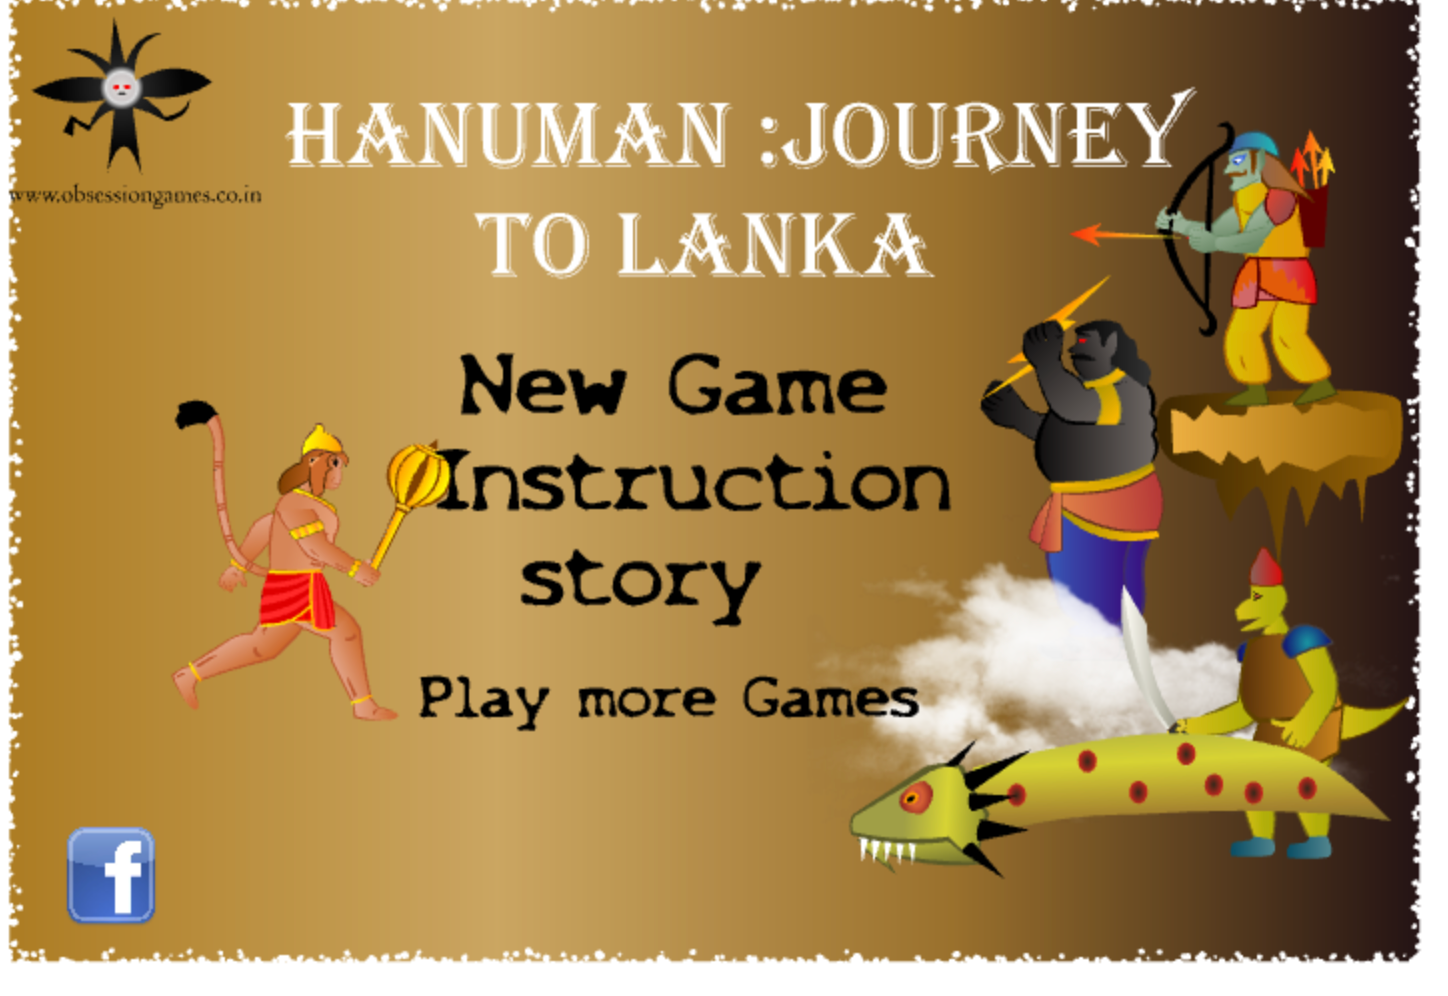 www.obsessiongames.co.in
HANUMAN :JOURNEY
TO LANKA
New Game
Instruction
story
Play more Games
f